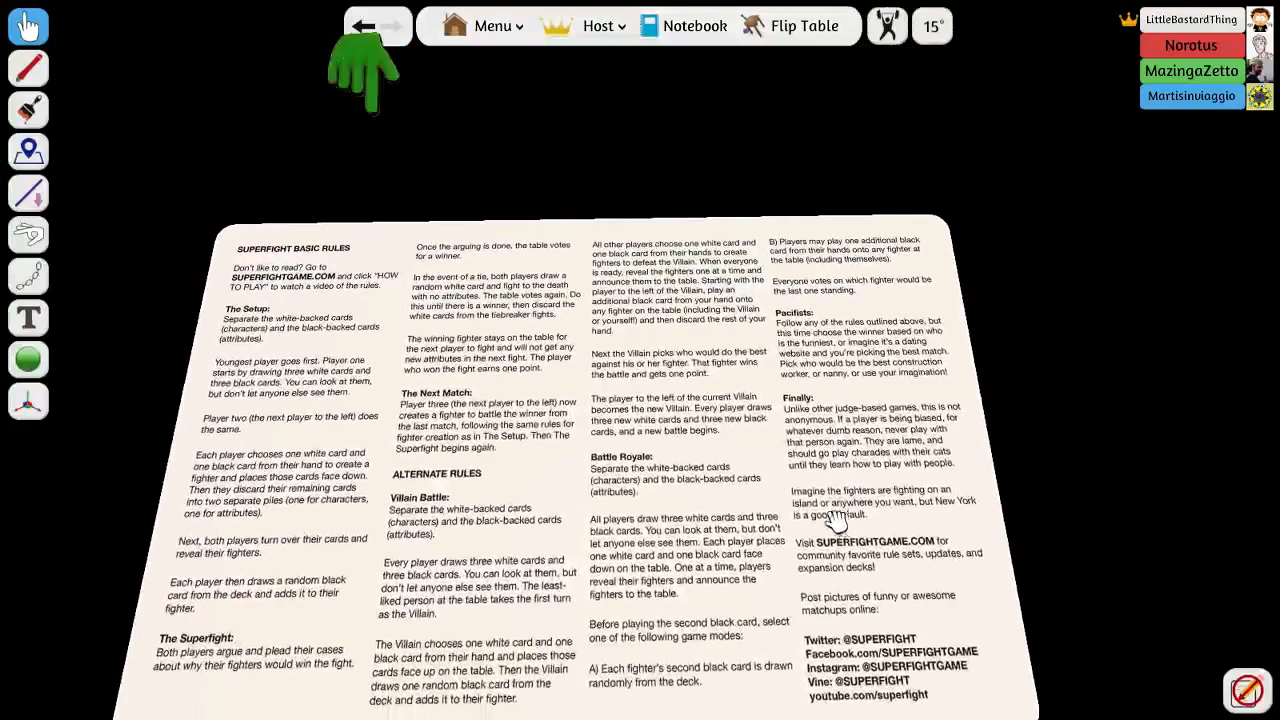 Menu
Host
Notebook
Flip Table
15°
LittleBastardThing
Norotus
MazingaZetto
Martisinviaggio
T
SUPERFIGHT BASIC RULES
Don't like to read? Go to
SUPERFIGHTGAME.COM and click "HOW
TO PLAY" to watch a video of the rules.
The Setup:
Separate the white-backed cards
(characters) and the black-backed cards
(attributes).
Youngest player goes first. Player one
starts by drawing three white cards and
three black cards. You can look at them,
but don't let anyone else see them.
Player two (the next player to the left) does
the same.
Each player chooses one white card and
one black card from their hand to create a
fighter and places those cards face down.
Then they discard their remaining cards
into two separate piles (one for characters,
one for attributes).
Next, both players turn over their cards and
reveal their fighters.
Each player then draws a random black
card from the deck and adds it to their
fighter.
The Superfight:
Both players argue and plead their cases
about why their fighters would win the fight.
Once the arguing is done, the table votes
for a winner.
In the event of a tie, both players draw a
random white card and fight to the death
with no attributes. The table votes again. Do
this until there is a winner, then discard the
white cards from the tiebreaker fights.
The winning fighter stays on the table for
the next player to fight and will not get any
new attributes in the next fight. The player
who won the fight earns one point.
The Next Match:
Player three (the next player to the left) now
creates a fighter to battle the winner from
the last match, following the same rules for
fighter creation as in The Setup. Then The
Superfight begins again.
ALTERNATE RULES
Villain Battle:
Separate the white-backed cards
(characters) and the black-backed cards
(attributes).
Every player draws three white cards and
three black cards. You can look at them, but
don't let anyone else see them. The least-
liked person at the table takes the first turn
as the Villain.
The Villain chooses one white card and one
black card from their hand and places those
cards face up on the table. Then the Villain
draws one random black card from the
deck and adds it to their fighter.
All other players choose one white card and
one black card from their hands to create
fighters to defeat the Villain. When everyone
is ready, reveal the fighters one at a time and
announce them to the table. Starting with the
player to the left of the Villain, play an
additional black card from your hand onto
any fighter on the table (including the Villain
or yourself) and then discard the rest of your
hand.
Next the Villain picks who would do the best
against his or her fighter. That fighter wins
the battle and gets one point.
The player to the left of the current Villain
becomes the new Villain. Every player draws
three new white cards and three new black
cards, and a new battle begins.
Battle Royale:
Separate the white-backed cards
(characters) and the black-backed cards
(attributes).
All players draw three white cards and three
black cards. You can look at them, but don't
let anyone else see them. Each player places
one white card and one black card face
down on the table. One at a time, players
reveal their fighters and announce the
fighters to the table.
Before playing the second black card, select
one of the following game modes:
A) Each fighter's second black card is drawn
randomly from the deck.
B) Players may play one additional black
card from their hands onto any fighter at
the table (including themselves).
Everyone votes on which fighter would be
the last one standing.
Pacifists:
Follow any of the rules outlined above, but
this time choose the winner based on who
is the funniest, or imagine it's a dating
website and you're picking the best match.
Pick who would be the best construction
worker, or nanny, or use your imagination!
Finally:
Unlike other judge-based games, this is not
anonymous. If a player is being biased, for
whatever dumb reason, never play with
that person again. They are lame, and
should go play charades with their cats
until they learn how to play with people.
Imagine the fighters are fighting on an
island or anywhere you want, but New York
is a good
Visit SUPERFIGHTGAME.COM for
community favorite rule sets, updates, and
expansion decks!
Post pictures of funny or awesome
matchups online:
Twitter: @SUPERFIGHT
Facebook.com/SUPERFIGHTGAME
Instagram: @SUPERFIGHTGAME
Vine: @SUPERFIGHT
youtube.com/superfight